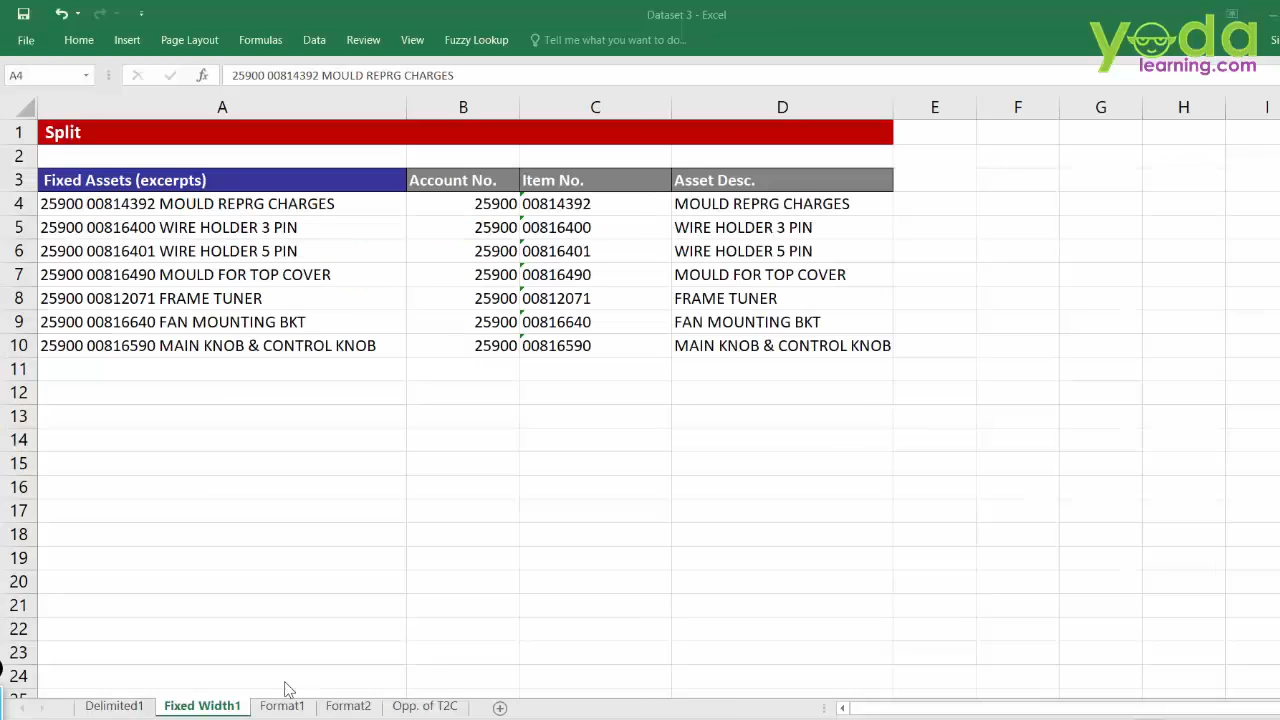 Dataset 3 - Excel
yoda
learning.com
File Home Insert Page Layout Formulas Data Review View Fuzzy Lookup Tell me what you want to do... Si
A4 fx 25900 00814392 MOULD REPRG CHARGES
A B C D E F G H I
1 Split
2
3 Fixed Assets (excerpts) Account No. Item No. Asset Desc.
4 25900 00814392 MOULD REPRG CHARGES 25900 00814392 MOULD REPRG CHARGES
5 25900 00816400 WIRE HOLDER 3 PIN 25900 00816400 WIRE HOLDER 3 PIN
6 25900 00816401 WIRE HOLDER 5 PIN 25900 00816401 WIRE HOLDER 5 PIN
7 25900 00816490 MOULD FOR TOP COVER 25900 00816490 MOULD FOR TOP COVER
8 25900 00812071 FRAME TUNER 25900 00812071 FRAME TUNER
9 25900 00816640 FAN MOUNTING BKT 25900 00816640 FAN MOUNTING BKT
10 25900 00816590 MAIN KNOB & CONTROL KNOB 25900 00816590 MAIN KNOB & CONTROL KNOB
11
12
13
14
15
16
17
18
19
20
21
22
23
24
25
Delimited1 Fixed Width1 Format1 Format2 Opp. of T2C